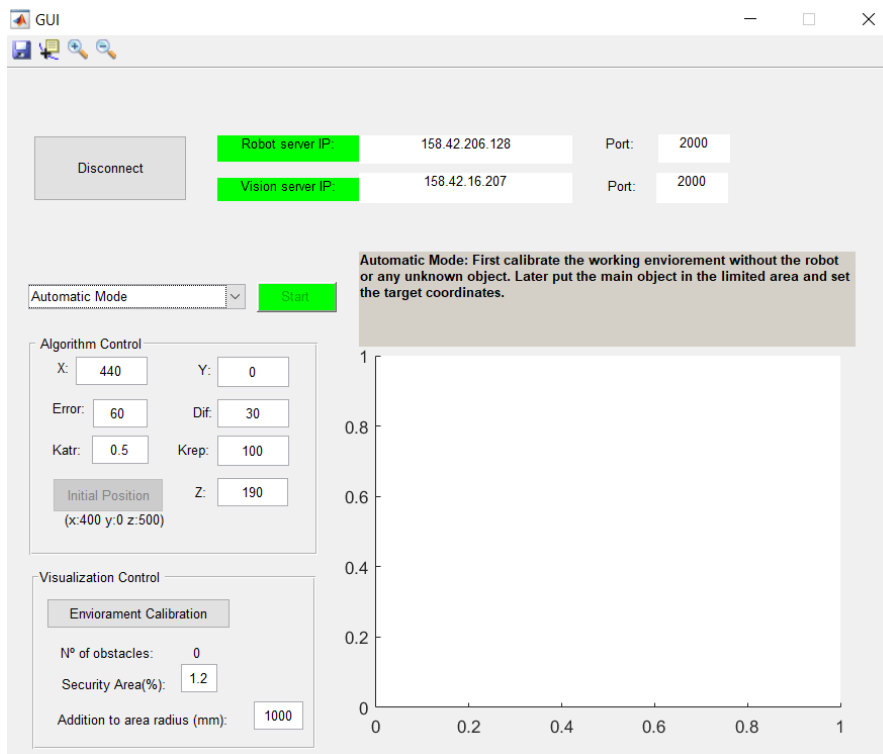 GUI
Disconnect
Robot server IP: 158.42.206.128 Port: 2000
Vision server IP: 158.42.16.207 Port: 2000
Automatic Mode Start
Automatic Mode: First calibrate the working enviorement without the robot
or any unknown object. Later put the main object in the limited area and set
the target coordinates.
Algorithm Control
X: 440 Y: 0
Error: 60 Dif: 30
Katr: 0.5 Krep: 100
Initial Position Z: 190
(x:400 y:0 z:500)
Visualization Control
Enviorament Calibration
Nº of obstacles: 0
Security Area(%): 1.2
Addition to area radius (mm): 1000
1
0.8
0.6
0.4
0.2
0
0 0.2 0.4 0.6 0.8 1